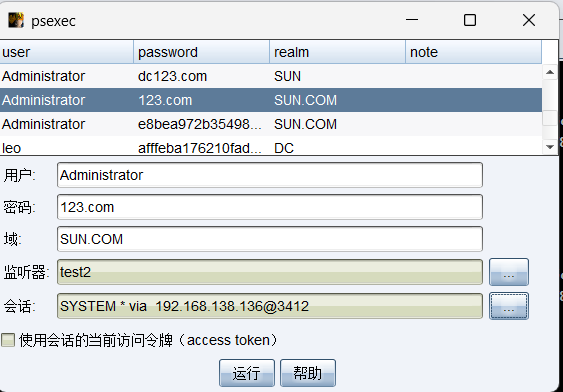 psexec
user password realm note
Administrator dc123.com SUN
Administrator 123.com SUN.COM
Administrator e8bea972b35498... SUN.COM
leo afffeba176210fad... DC
用户: Administrator
密码: 123.com
域: SUN.COM
监听器: test2 ...
会话: SYSTEM * via 192.168.138.136@3412 ...
使用会话的当前访问令牌（access token）
运行 帮助